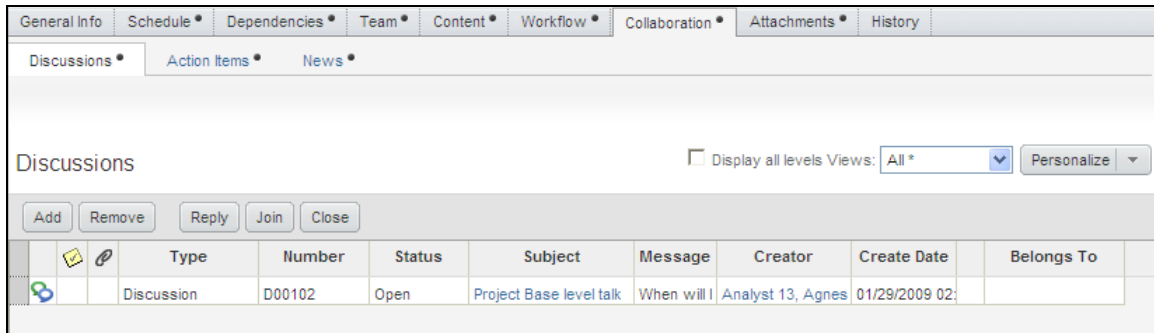 General Info Schedule Dependencies Team Content Workflow Collaboration Attachments History
Discussions Action Items News
Discussions
Display all levels Views: All * Personalize
Add Remove Reply Join Close
Type Number Status Subject Message Creator Create Date Belongs To
Discussion D00102 Open Project Base level talk When will I Analyst 13, Agnes 01/29/2009 02: